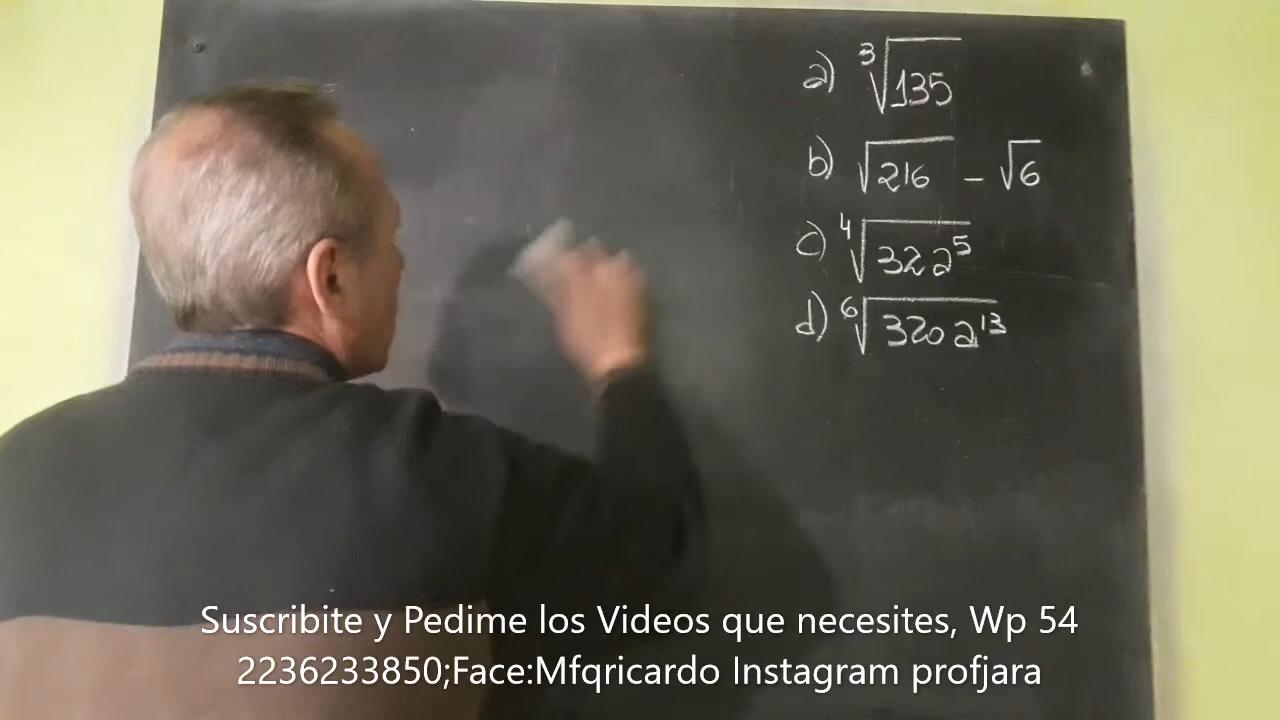 a) ∛135
b) √216 - √6
c) ∜32a⁵
d) ⁶√320a¹³
Suscribite y Pedime los Videos que necesites, Wp 54
2236233850;Face:Mfqricardo Instagram profjara